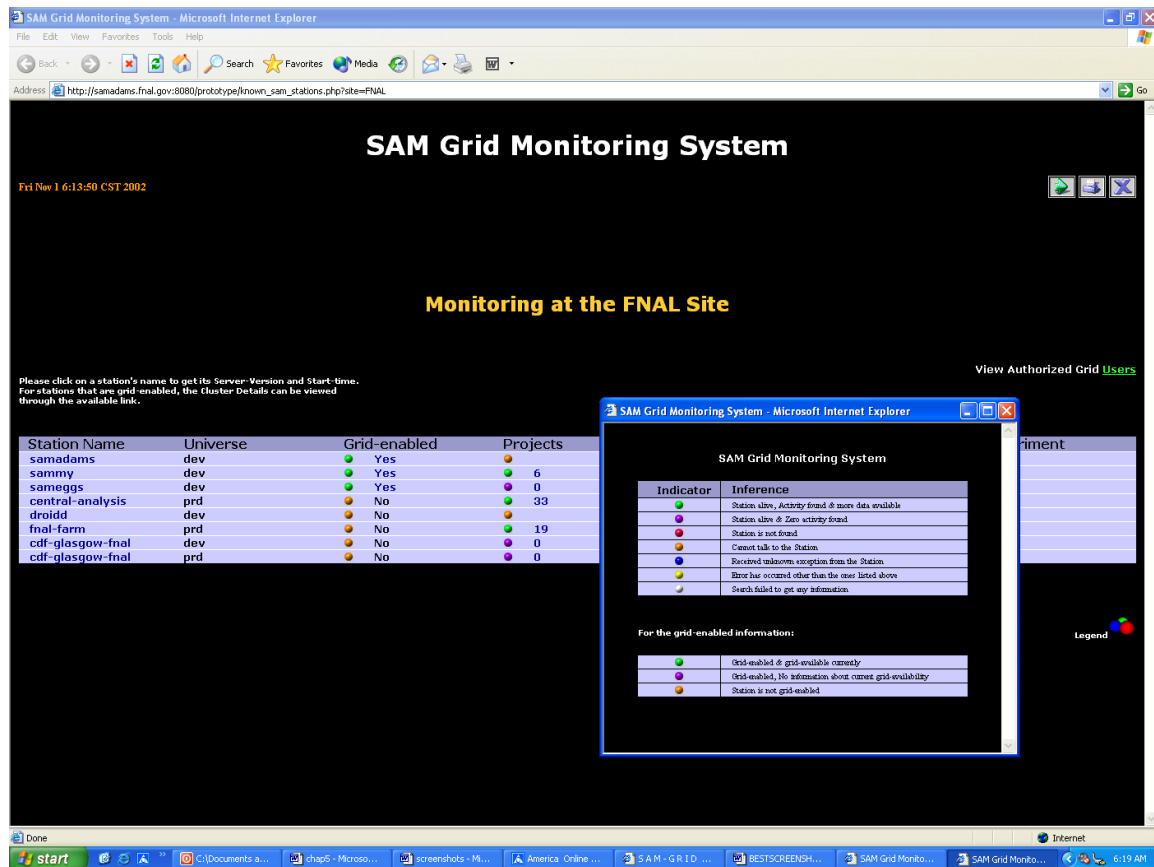 SAM Grid Monitoring System - Microsoft Internet Explorer
File Edit View Favorites Tools Help
Back Search Favorites Media
Address http://samadams.fnal.gov:8080/prototype/known_sam_stations.php?site=FNAL Go
SAM Grid Monitoring System
Fri Nov 1 6:13:50 CST 2002
Monitoring at the FNAL Site
View Authorized Grid Users
Please click on a station's name to get its Server-Version and Start-time.
For stations that are grid-enabled, the Cluster Details can be viewed
through the available link.
Station Name Universe Grid-enabled Projects riment
samadams dev Yes
sammy dev Yes 6
sameggs dev Yes 0
central-analysis prd No 33
droidd dev No
fnal-farm prd No 19
cdf-glasgow-fnal dev No 0
cdf-glasgow-fnal prd No 0
SAM Grid Monitoring System - Microsoft Internet Explorer
SAM Grid Monitoring System
Indicator Inference
Station alive, Activity found & more data available
Station alive & Zero activity found
Station is not found
Cannot talk to the Station
Received unknown exception from the Station
Error has occurred other than the ones listed above
Search failed to get any information
For the grid-enabled information:
Grid-enabled & grid-available currently
Grid-enabled, No information about current grid-availability
Station is not grid-enabled
Legend
Done Internet
start C:\Documents a... chap5 - Microso... screenshots - Mi... America Online ... S A M - G R I D ... BESTSCREENSH... SAM Grid Monito... SAM Grid Monito... 6:19 AM